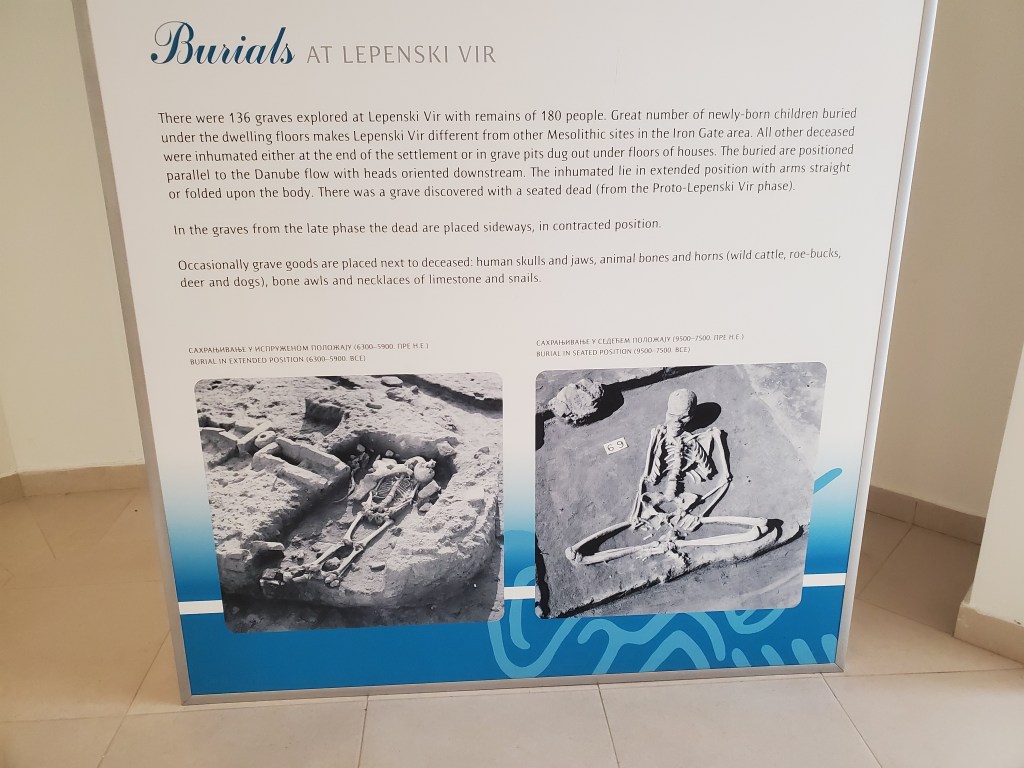 Burials AT LEPENSKI VIR
There were 136 graves explored at Lepenski Vir with remains of 180 people. Great number of newly-born children buried
under the dwelling floors makes Lepenski Vir different from other Mesolithic sites in the Iron Gate area. All other deceased
were inhumated either at the end of the settlement or in grave pits dug out under floors of houses. The buried are positioned
parallel to the Danube flow with heads oriented downstream. The inhumated lie in extended position with arms straight
or folded upon the body. There was a grave discovered with a seated dead (from the Proto-Lepenski Vir phase).
In the graves from the late phase the dead are placed sideways, in contracted position.
Occasionally grave goods are placed next to deceased: human skulls and jaws, animal bones and horns (wild cattle, roe-bucks,
deer and dogs), bone awls and necklaces of limestone and snails.
САХРАЊИВАЊЕ У ИСПРУЖЕНОМ ПОЛОЖАЈУ (6300–5900. ПРЕ Н.Е.)
BURIAL IN EXTENDED POSITION (6300–5900. BCE)
САХРАЊИВАЊЕ У СЕДЕЋЕМ ПОЛОЖАЈУ (9500–7500. ПРЕ Н.Е.)
BURIAL IN SEATED POSITION (9500–7500. BCE)
69